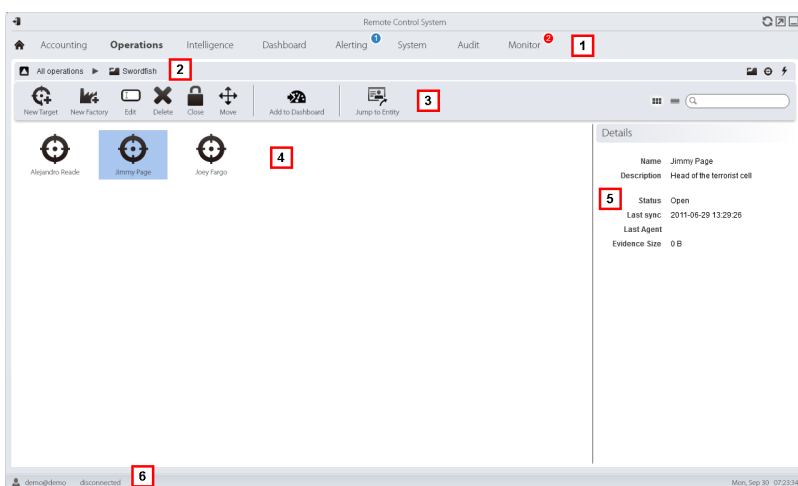 Remote Control System
Accounting Operations Intelligence Dashboard Alerting 1 System Audit Monitor 2 1
All operations Swordfish 2
New Target New Factory Edit Delete Close Move Add to Dashboard Jump to Entity 3
Alejandro Reade Jimmy Page Joey Fargo 4
Details
Name Jimmy Page
Description Head of the terrorist cell
5 Status Open
Last sync 2011-06-29 13:29:26
Last Agent
Evidence Size 0 B
demo@demo disconnected 6 Mon, Sep 30 07:23:34